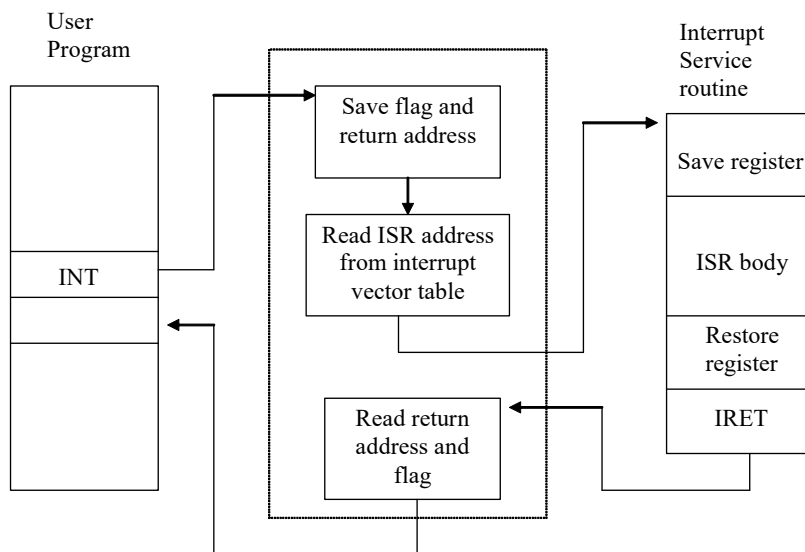 User
Program
INT
Save flag and
return address
Read ISR address
from interrupt
vector table
Read return
address and
flag
Interrupt
Service
routine
Save register
ISR body
Restore
register
IRET